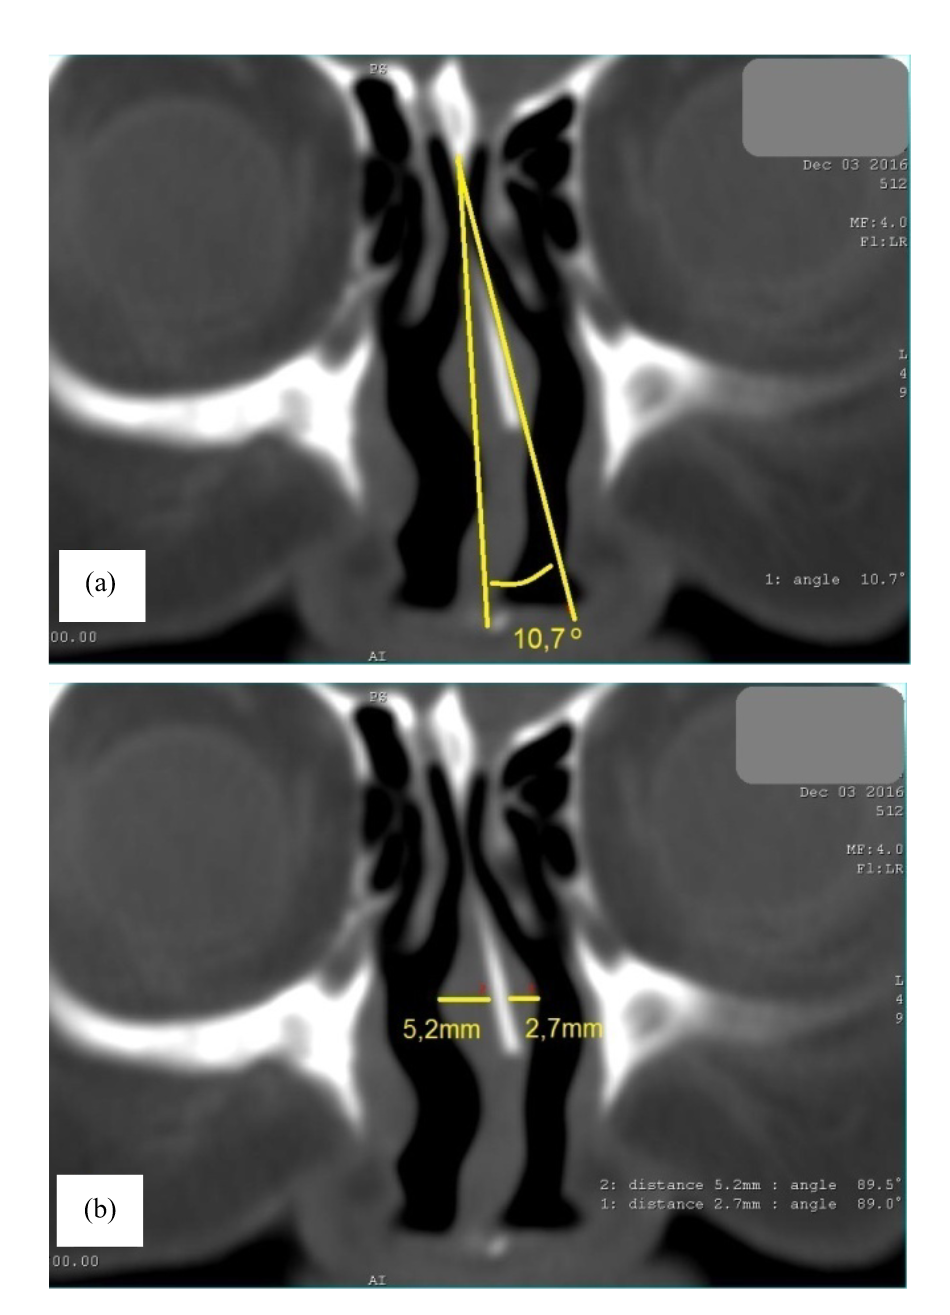 PS
Dec 03 2016
512
MF:4.0
Fl:LR
L
4
9
1: angle 10.7°
(a)
00.00
10,7°
AI
PS
Dec 03 2016
512
MF:4.0
Fl:LR
L
4
9
5,2mm 2,7mm
2: distance 5.2mm : angle 89.5°
1: distance 2.7mm : angle 89.0°
(b)
00.00
AI